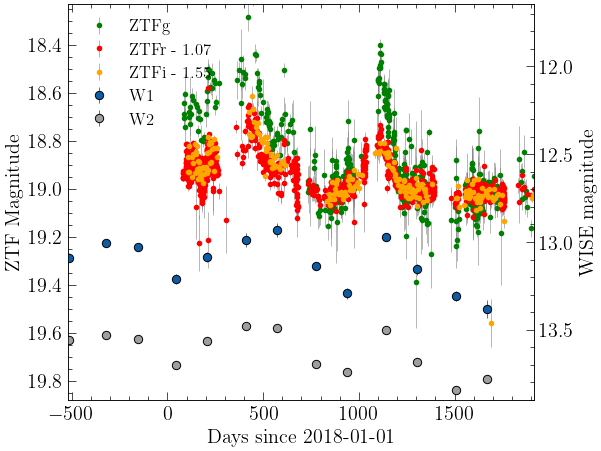 ZTFg
ZTFr - 1.07
ZTFi - 1.55
W1
W2
18.4
18.6
18.8
19.0
19.2
19.4
19.6
19.8
ZTF Magnitude
12.0
12.5
13.0
13.5
WISE magnitude
−500
0
500
1000
1500
Days since 2018-01-01